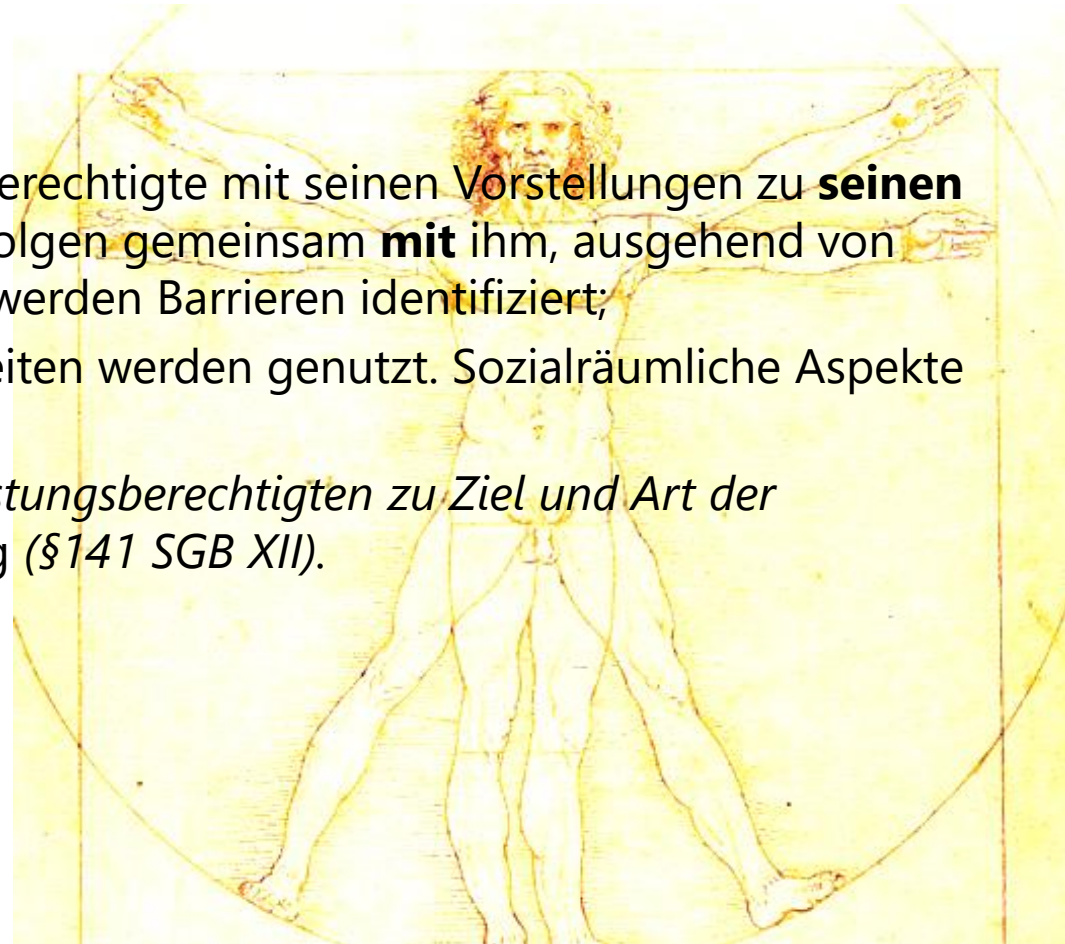 erechtigte mit seinen Vorstellungen zu seinen
olgen gemeinsam mit ihm, ausgehend von
werden Barrieren identifiziert;
eiten werden genutzt. Sozialräumliche Aspekte
stungsberechtigten zu Ziel und Art der
g (§141 SGB XII).